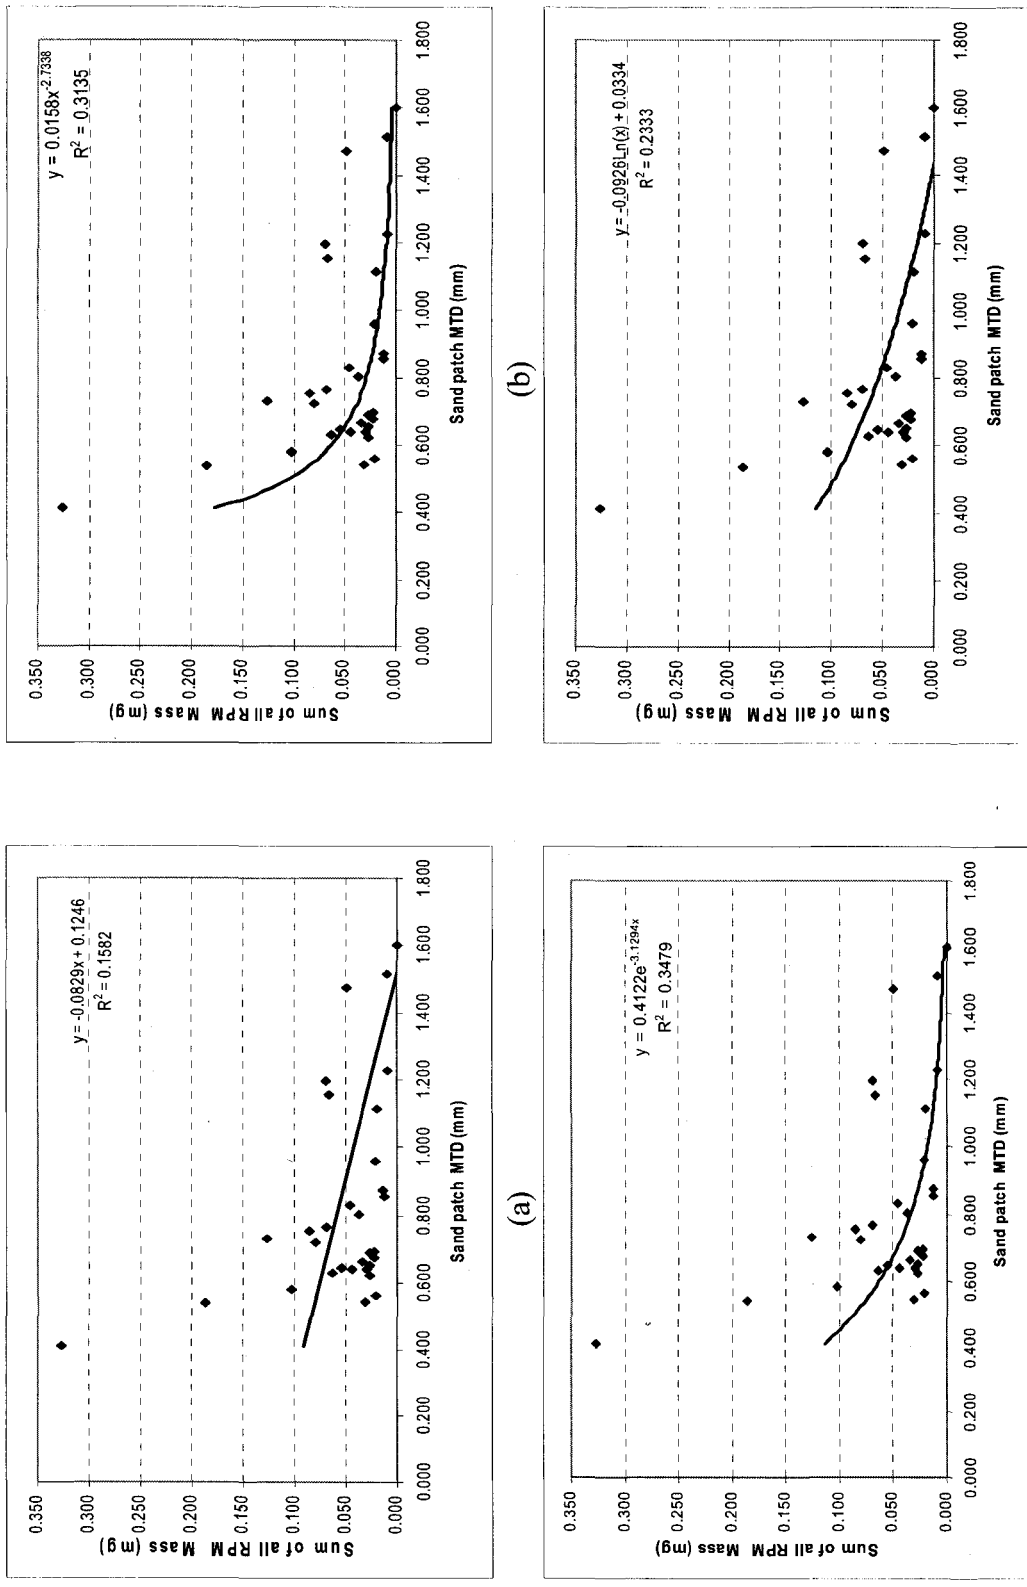 0.350
0.300
0.250
0.200
0.150
0.100
0.050
0.000
Sum of all RPM Mass (mg)
0.000 0.200 0.400 0.600 0.800 1.000 1.200 1.400 1.600 1.800
Sand patch MTD (mm)
y = -0.0829x + 0.1246
R² = 0.1582
(a)
0.350
0.300
0.250
0.200
0.150
0.100
0.050
0.000
Sum of all RPM Mass (mg)
0.000 0.200 0.400 0.600 0.800 1.000 1.200 1.400 1.600 1.800
Sand patch MTD (mm)
y = 0.0158x^-2.7338
R² = 0.3135
(b)
0.350
0.300
0.250
0.200
0.150
0.100
0.050
0.000
Sum of all RPM Mass (mg)
0.000 0.200 0.400 0.600 0.800 1.000 1.200 1.400 1.600 1.800
Sand patch MTD (mm)
y = 0.4122e^-3.1294x
R² = 0.3479
0.350
0.300
0.250
0.200
0.150
0.100
0.050
0.000
Sum of all RPM Mass (mg)
0.000 0.200 0.400 0.600 0.800 1.000 1.200 1.400 1.600 1.800
Sand patch MTD (mm)
y = -0.0926Ln(x) + 0.0334
R² = 0.2333